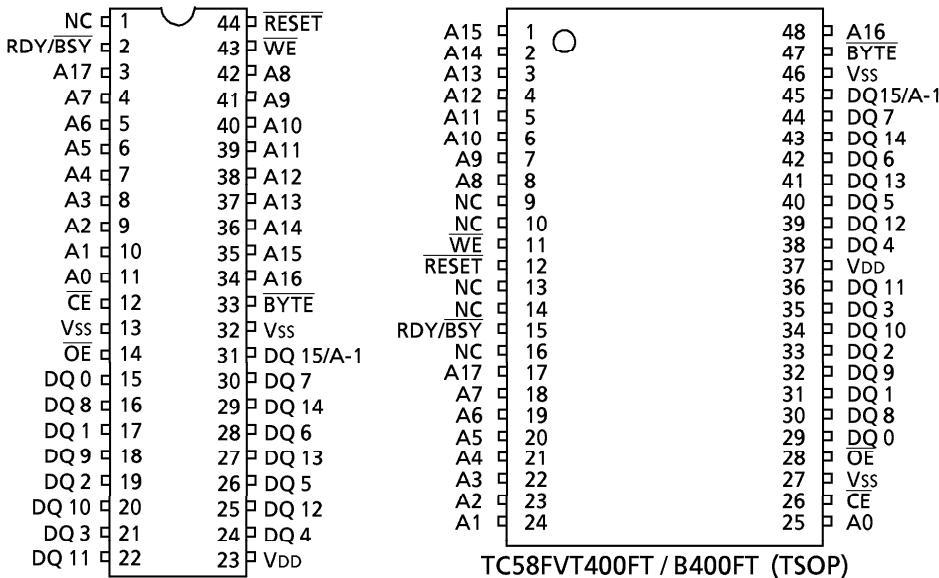 NC 1 44 RESET
RDY/BSY 2 43 WE
A17 3 42 A8
A7 4 41 A9
A6 5 40 A10
A5 6 39 A11
A4 7 38 A12
A3 8 37 A13
A2 9 36 A14
A1 10 35 A15
A0 11 34 A16
CE 12 33 BYTE
VSS 13 32 VSS
OE 14 31 DQ 15/A-1
DQ 0 15 30 DQ 7
DQ 8 16 29 DQ 14
DQ 1 17 28 DQ 6
DQ 9 18 27 DQ 13
DQ 2 19 26 DQ 5
DQ 10 20 25 DQ 12
DQ 3 21 24 DQ 4
DQ 11 22 23 VDD
A15 1 48 A16
A14 2 47 BYTE
A13 3 46 VSS
A12 4 45 DQ 15/A-1
A11 5 44 DQ 7
A10 6 43 DQ 14
A9 7 42 DQ 6
A8 8 41 DQ 13
NC 9 40 DQ 5
NC 10 39 DQ 12
WE 11 38 DQ 4
RESET 12 37 VDD
NC 13 36 DQ 11
NC 14 35 DQ 3
RDY/BSY 15 34 DQ 10
NC 16 33 DQ 2
A17 17 32 DQ 9
A7 18 31 DQ 1
A6 19 30 DQ 8
A5 20 29 DQ 0
A4 21 28 OE
A3 22 27 VSS
A2 23 26 CE
A1 24 25 A0
TC58FVT400FT / B400FT (TSOP)